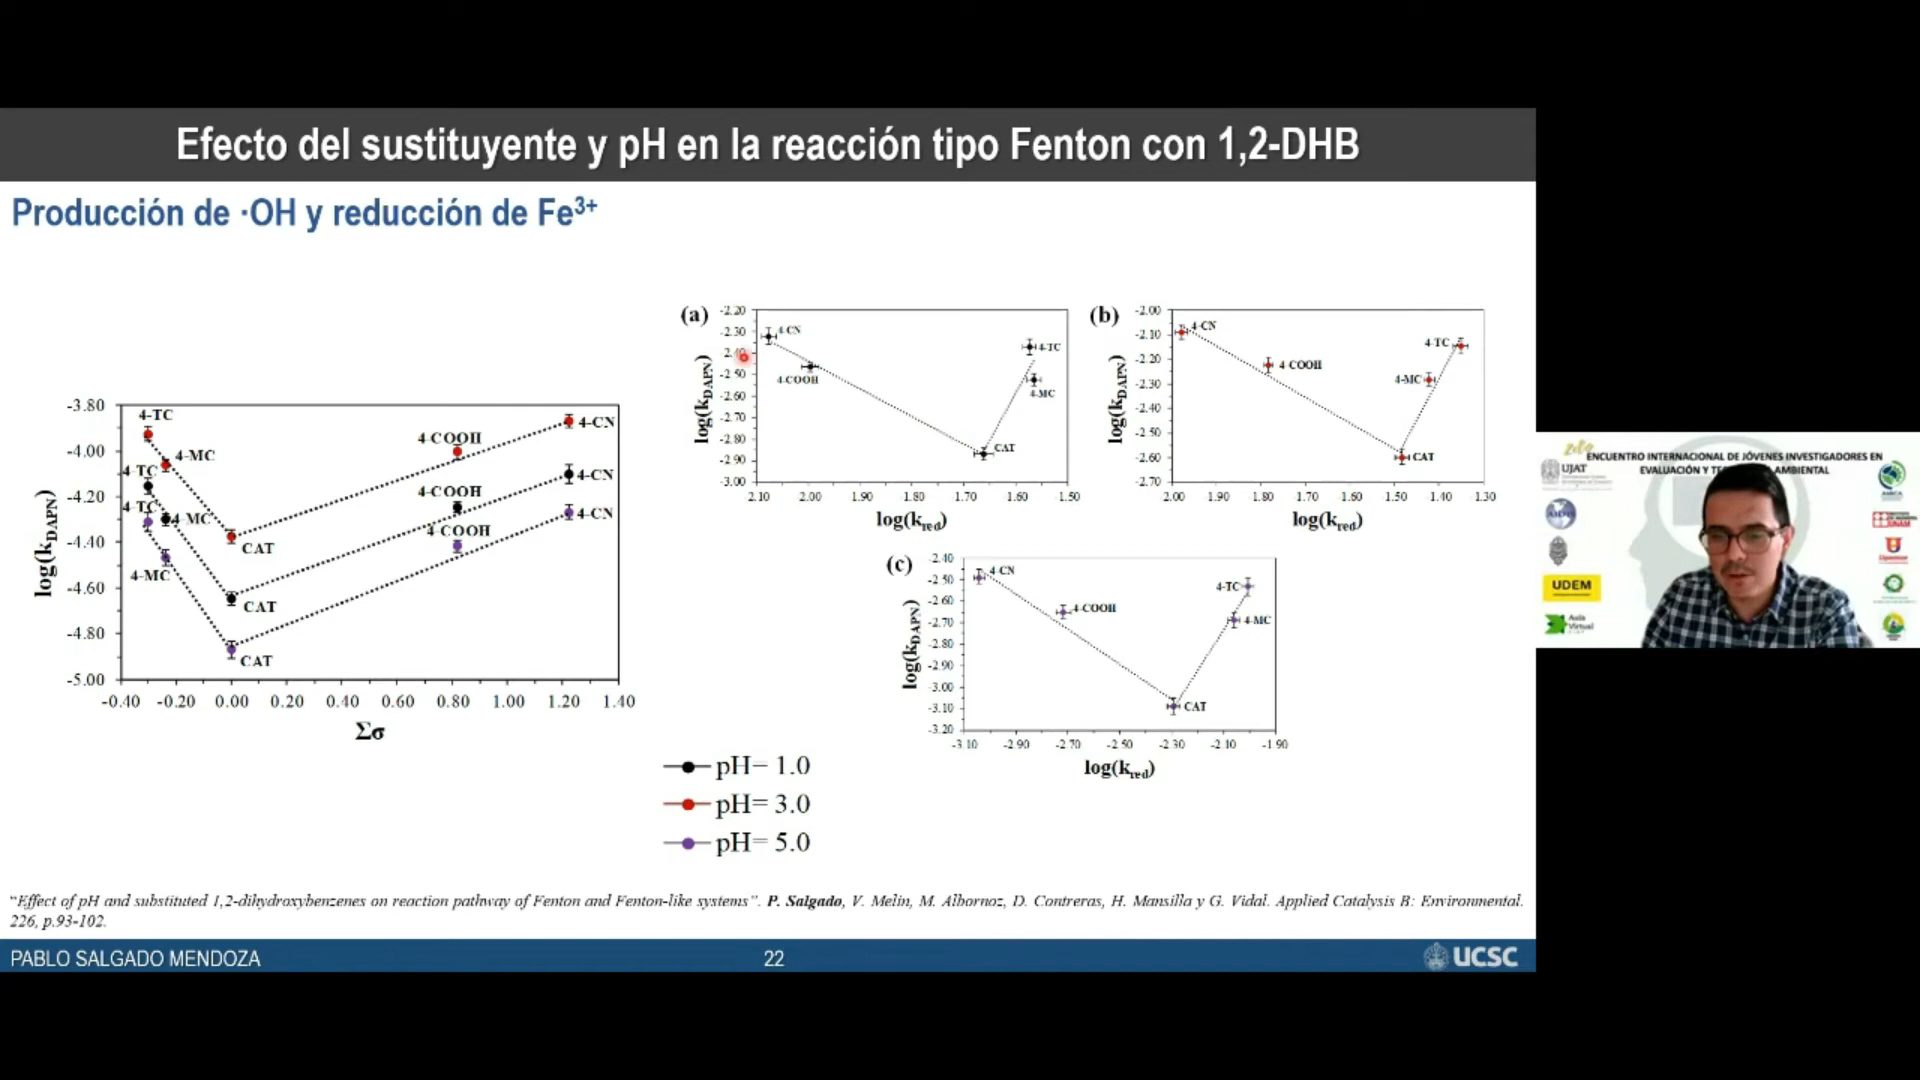 Efecto del sustituyente y pH en la reacción tipo Fenton con 1,2-DHB
Producción de ·OH y reducción de Fe³⁺
log(kDAPN)
-3.80
-4.00
-4.20
-4.40
-4.60
-4.80
-5.00
4-TC
4-MC
4-COOH
4-CN
4-TC
4-COOH
4-CN
4-TC
4-MC
4-COOH
4-CN
4-MC
CAT
CAT
CAT
-0.40 -0.20 0.00 0.20 0.40 0.60 0.80 1.00 1.20 1.40
Σσ
(a)
log(kDAPN)
-2.20
-2.30
-2.40
-2.50
-2.60
-2.70
-2.80
-2.90
-3.00
4-CN
4-COOH
4-TC
4-MC
CAT
2.10 2.00 1.90 1.80 1.70 1.60 1.50
log(kred)
(b)
log(kDAPN)
-2.00
-2.10
-2.20
-2.30
-2.40
-2.50
-2.60
-2.70
4-CN
4-COOH
4-TC
4-MC
CAT
2.00 1.90 1.80 1.70 1.60 1.50 1.40 1.30
log(kred)
(c)
log(kDAPN)
-2.40
-2.50
-2.60
-2.70
-2.80
-2.90
-3.00
-3.10
-3.20
4-CN
4-COOH
4-TC
4-MC
CAT
-3.10 -2.90 -2.70 -2.50 -2.30 -2.10 -1.90
log(kred)
pH= 1.0
pH= 3.0
pH= 5.0
"Effect of pH and substituted 1,2-dihydroxybenzenes on reaction pathway of Fenton and Fenton-like systems". P. Salgado, V. Melin, M. Albornoz, D. Contreras, H. Mansilla y G. Vidal. Applied Catalysis B: Environmental.
226, p.93-102.
PABLO SALGADO MENDOZA 22 UCSC
ENCUENTRO INTERNACIONAL DE JÓVENES INVESTIGADORES EN
EVALUACIÓN Y AMBIENTAL
UJAT
UDEM
Aula
Virtual